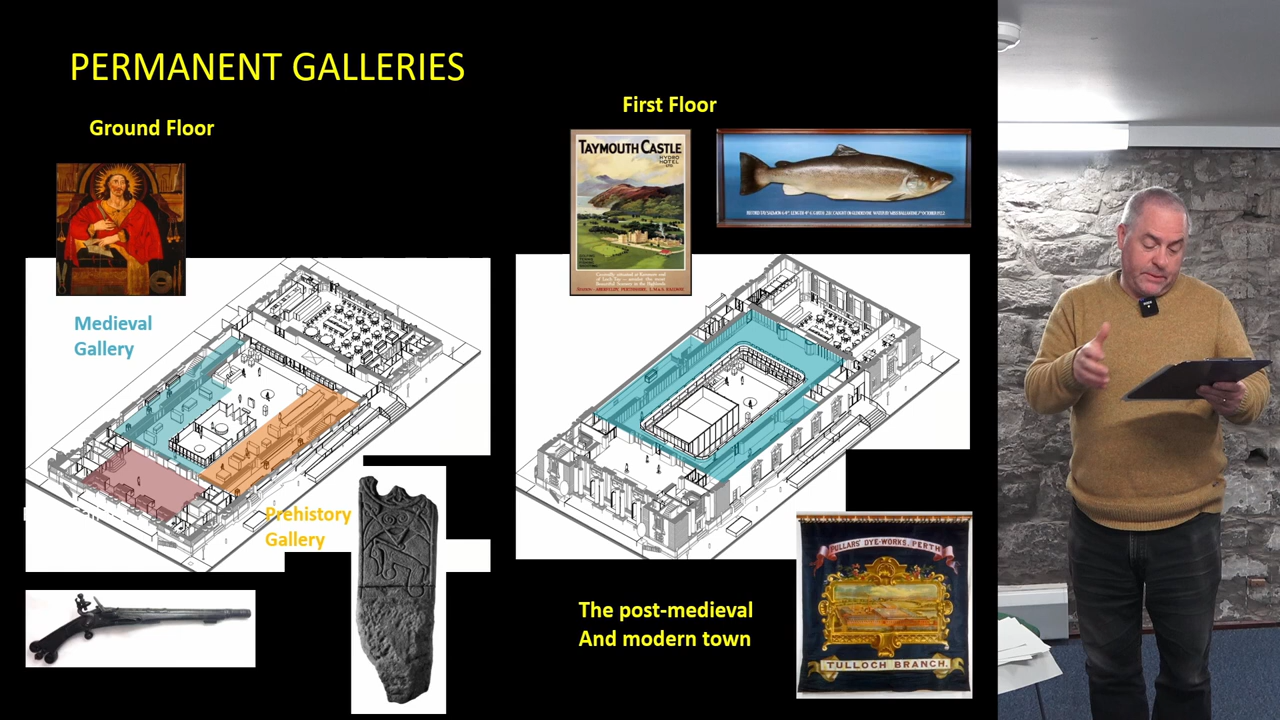 PERMANENT GALLERIES
Ground Floor
First Floor
TAYMOUTH CASTLE
HYDRO
HOTEL
LTD.
Medieval
Gallery
Prehistory
Gallery
The post-medieval
And modern town
PULLARS' DYE-WORKS, PERTH
TULLOCH BRANCH.